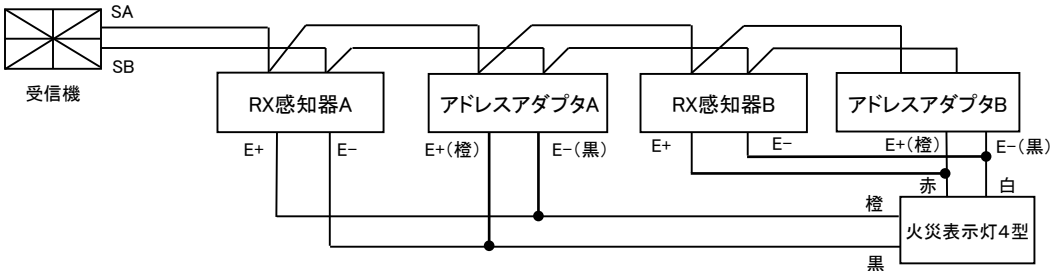 SA
SB
受信機
RX感知器A
アドレスアダプタA
RX感知器B
アドレスアダプタB
E+
E-
E+(橙)
E-(黒)
E+
E-
E+(橙)
E-(黒)
赤
白
橙
火災表示灯4型
黒